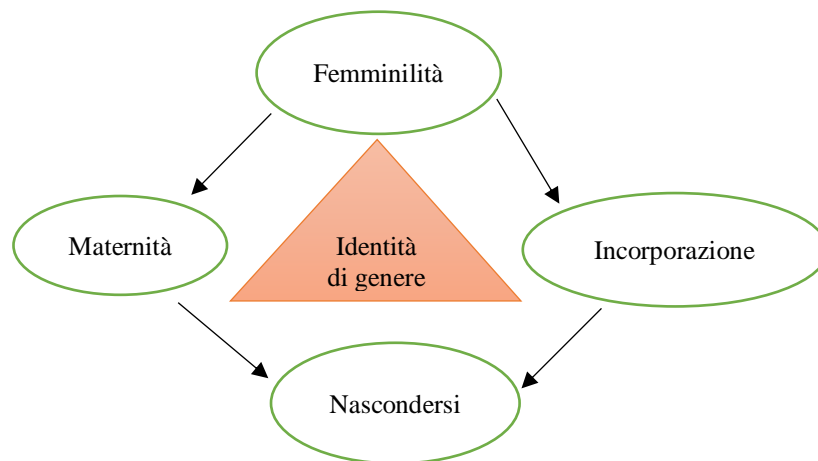 Femminilità
Maternità
Identità
di genere
Incorporazione
Nascondersi